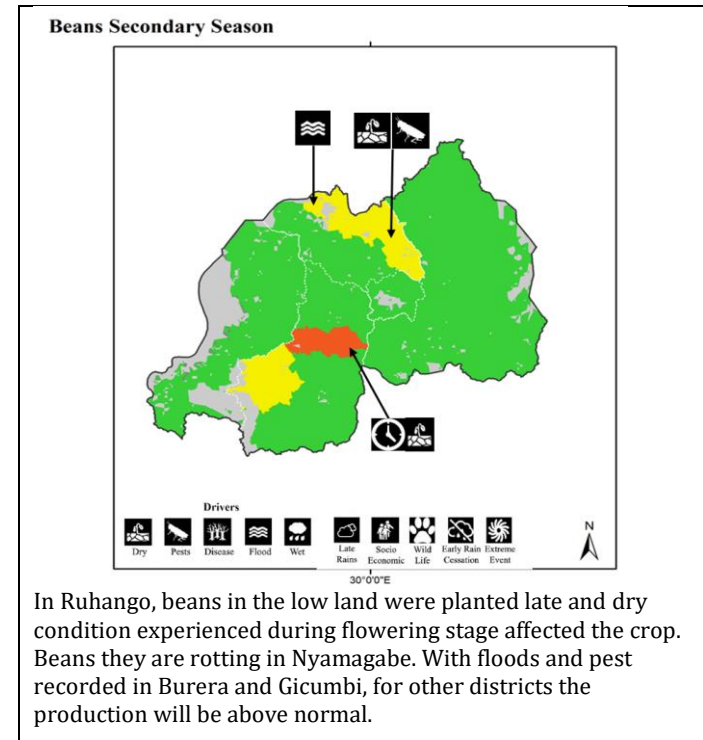 Beans Secondary Season
Drivers
Dry
Pests
Disease
Flood
Wet
Late
Rains
Socio
Economic
Wild
Life
Early Rain
Cessation
Extreme
Event
N
30°0'0"E
In Ruhango, beans in the low land were planted late and dry
condition experienced during flowering stage affected the crop.
Beans they are rotting in Nyamagabe. With floods and pest
recorded in Burera and Gicumbi, for other districts the
production will be above normal.